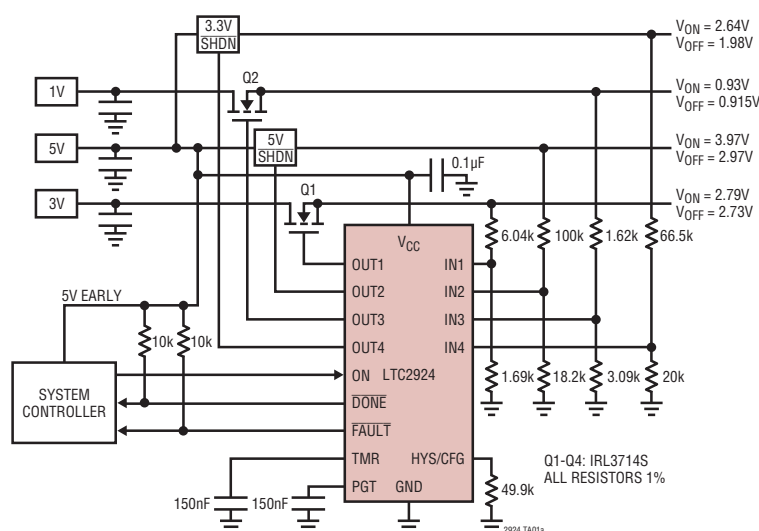 3.3V
SHDN
VON = 2.64V
VOFF = 1.98V
1V
Q2
VON = 0.93V
VOFF = 0.915V
5V
5V
SHDN
VON = 3.97V
VOFF = 2.97V
0.1µF
3V
Q1
VON = 2.79V
VOFF = 2.73V
6.04k
100k
1.62k
66.5k
VCC
OUT1
IN1
5V EARLY
OUT2
IN2
OUT3
IN3
10k
10k
OUT4
IN4
SYSTEM
CONTROLLER
ON
LTC2924
1.69k
18.2k
3.09k
20k
DONE
FAULT
TMR
HYS/CFG
Q1-Q4: IRL3714S
ALL RESISTORS 1%
150nF
150nF
PGT
GND
49.9k
2924 TA01a